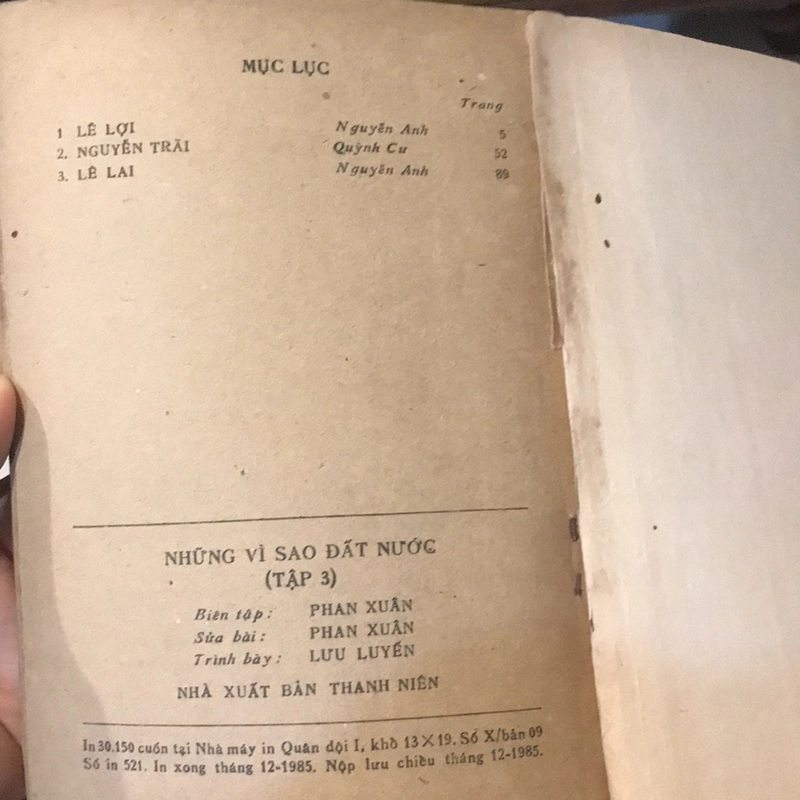 MỤC LỤC
Trang
1 LÊ LỢI Nguyễn Anh 5
2. NGUYỄN TRÃI Quỳnh Cư 52
3. LÊ LAI Nguyễn Anh 89
NHỮNG VÌ SAO ĐẤT NƯỚC
(TẬP 3)
Biên tập: PHAN XUÂN
Sửa bài: PHAN XUÂN
Trình bày: LƯU LUYẾN
NHÀ XUẤT BẢN THANH NIÊN
In 30.150 cuốn tại Nhà máy in Quân đội I, khổ 13×19. Số X/bản 09
Số in 521. In xong tháng 12-1985. Nộp lưu chiều tháng 12-1985.